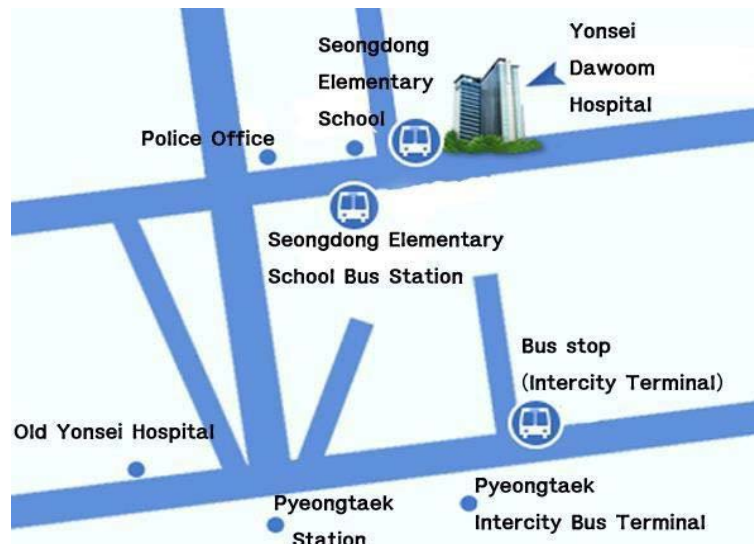 Seongdong
Elementary
School
Yonsei
Dawoom
Hospital
Police Office
Seongdong Elementary
School Bus Station
Bus stop
(Intercity Terminal)
Old Yonsei Hospital
Pyeongtaek
Station
Pyeongtaek
Intercity Bus Terminal